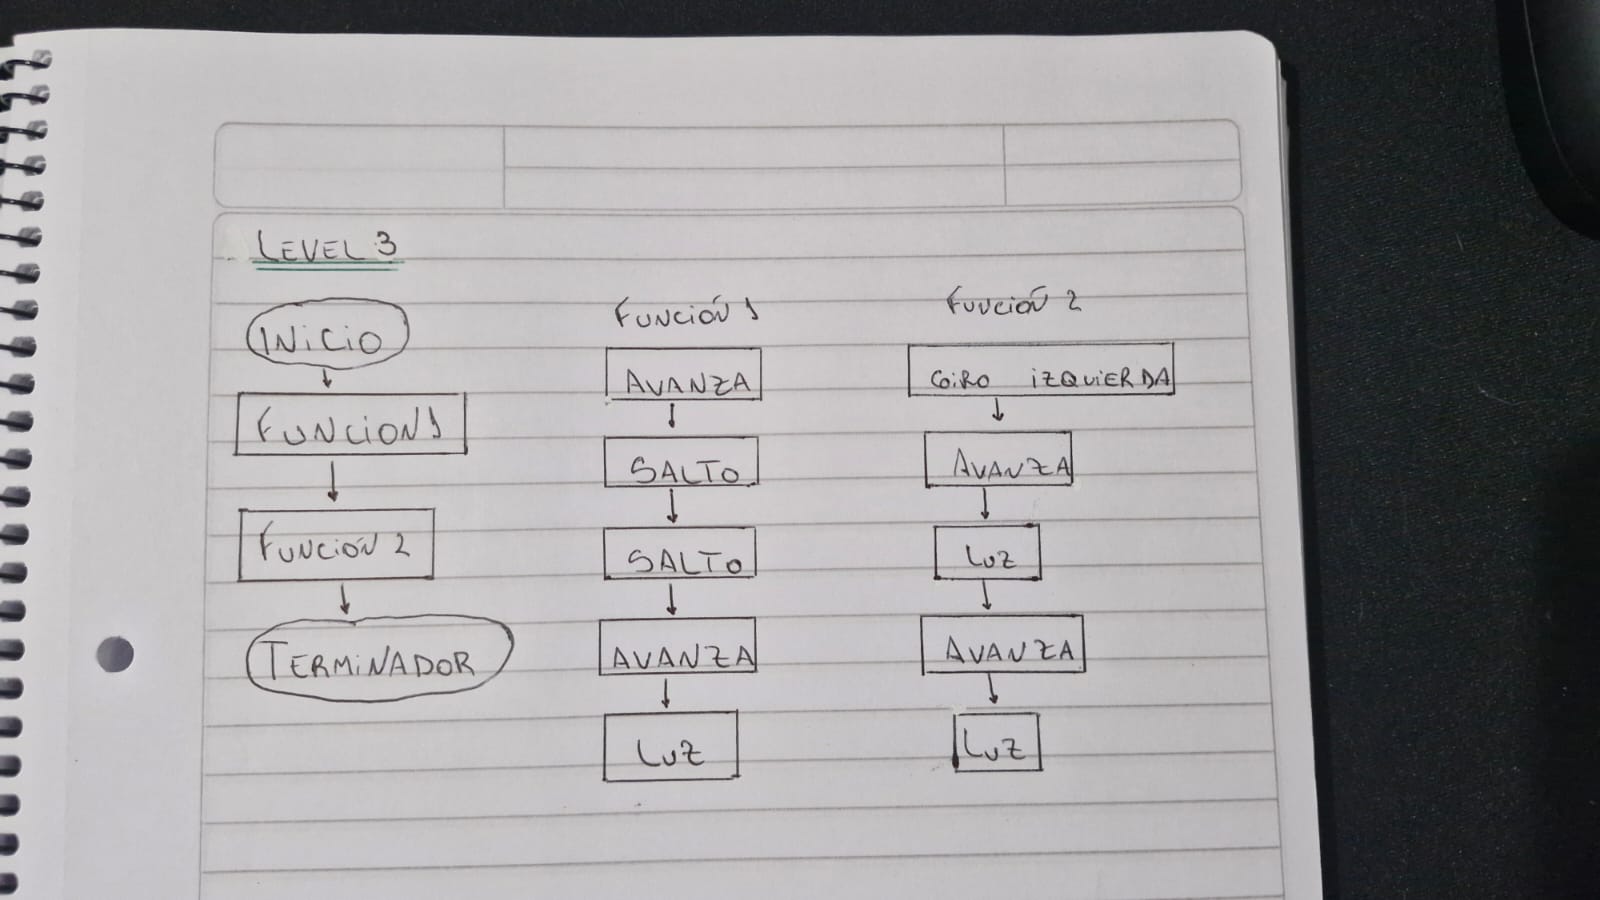 LEVEL 3
INICIO
FUNCION 1
FUNCIÓN 2
TERMINADOR
FUNCIÓN 1
AVANZA
SALTO
SALTO
AVANZA
LUZ
FUNCIÓN 2
GIRO IZQUIERDA
AVANZA
LUZ
AVANZA
LUZ